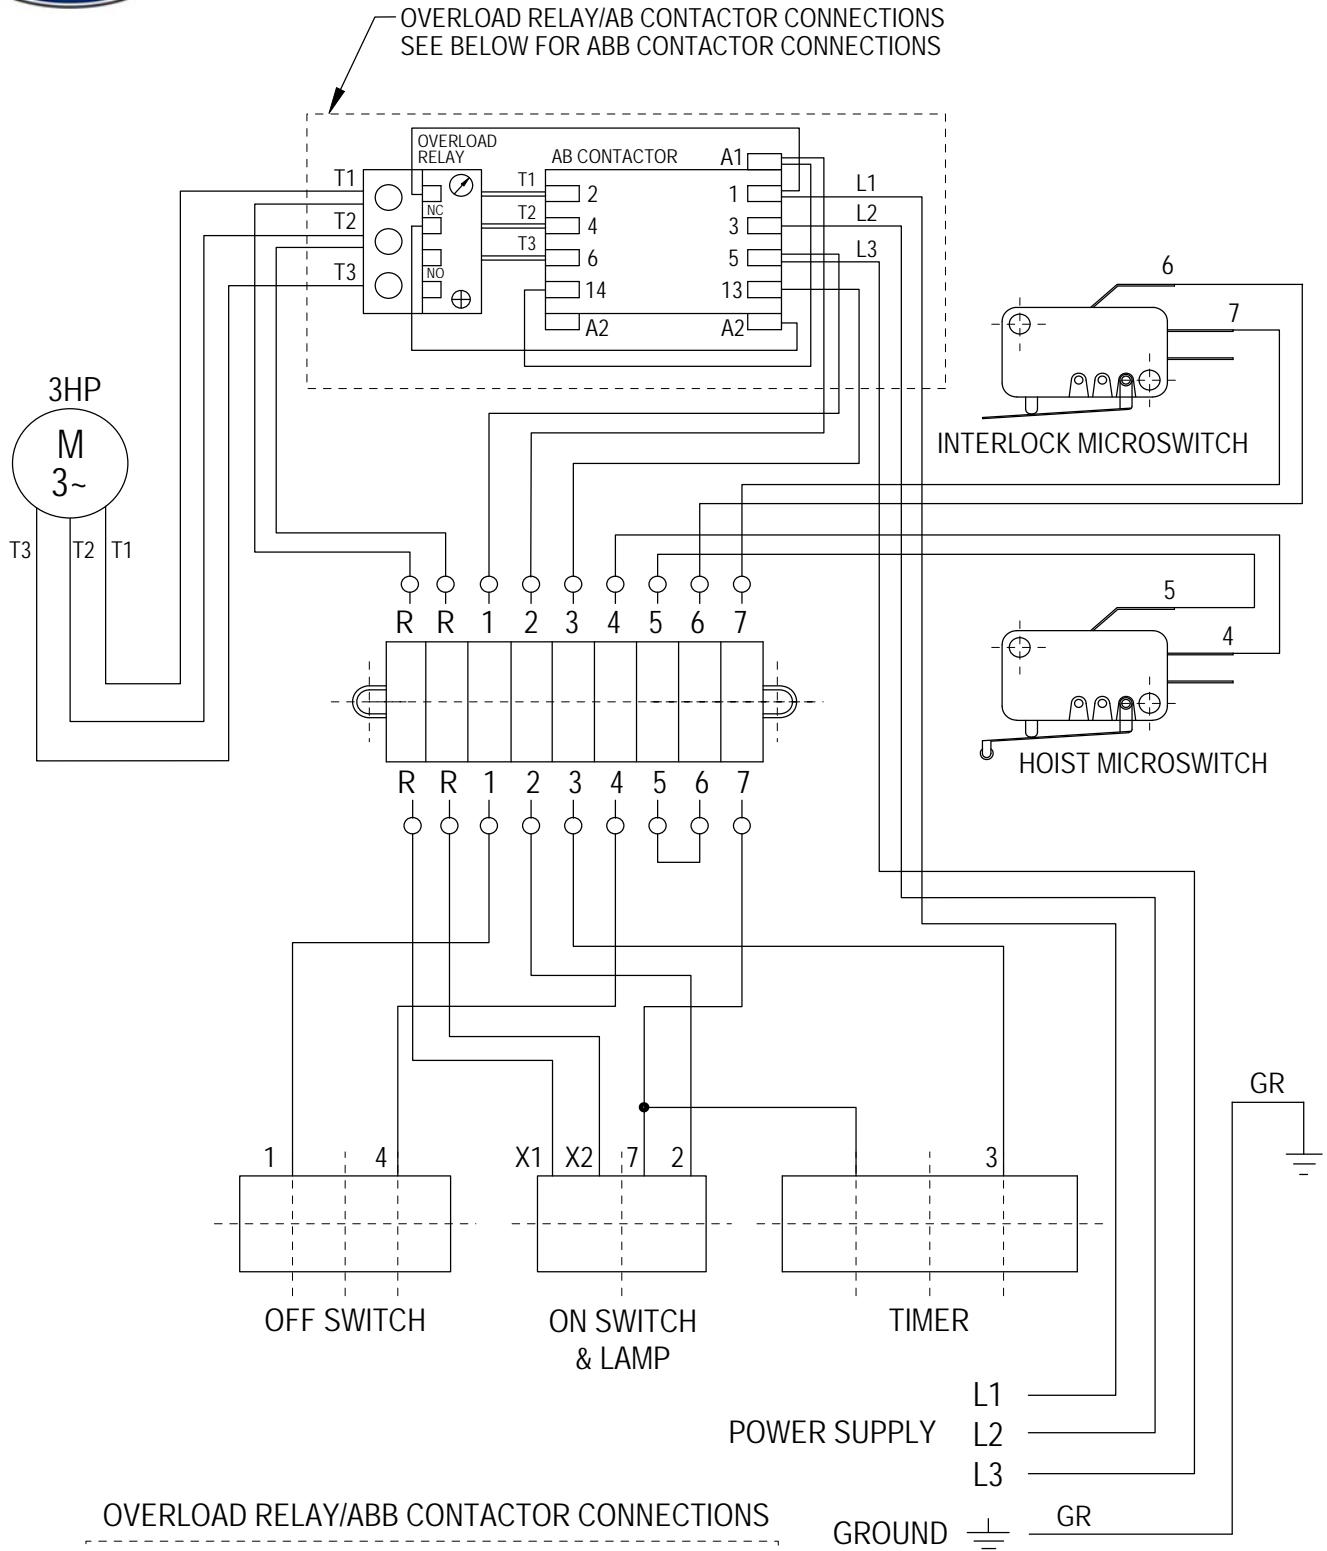 OVERLOAD RELAY/AB CONTACTOR CONNECTIONS
SEE BELOW FOR ABB CONTACTOR CONNECTIONS
OVERLOAD
RELAY
AB CONTACTOR
A1
T1
T1
2
1
L1
NC
T2
T2
4
3
L2
T3
6
5
L3
T3
NO
14
13
A2
A2
6
7
INTERLOCK MICROSWITCH
3HP
M
3~
T3
T2
T1
5
4
HOIST MICROSWITCH
R R 1 2 3 4 5 6 7
R R 1 2 3 4 5 6 7
GR
1
4
X1
X2
7
2
3
OFF SWITCH
ON SWITCH
& LAMP
TIMER
L1
POWER SUPPLY
L2
L3
OVERLOAD RELAY/ABB CONTACTOR CONNECTIONS
GROUND
GR